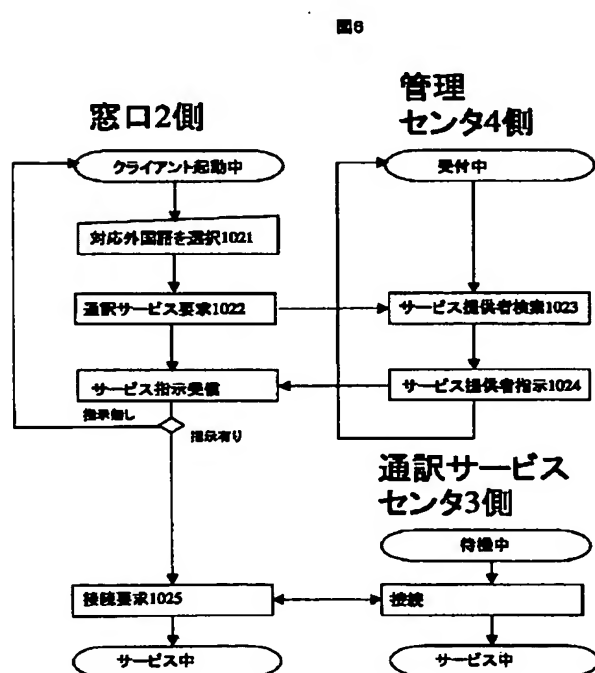 図6
窓口2側
クライアント起動中
対応外国語を選択1021
通訳サービス要求1022
サービス指示受信
指示無し
指示有り
接続要求1025
サービス中
管理
センタ4側
受付中
サービス提供者検索1023
サービス提供者指示1024
通訳サービス
センタ3側
待機中
接続
サービス中